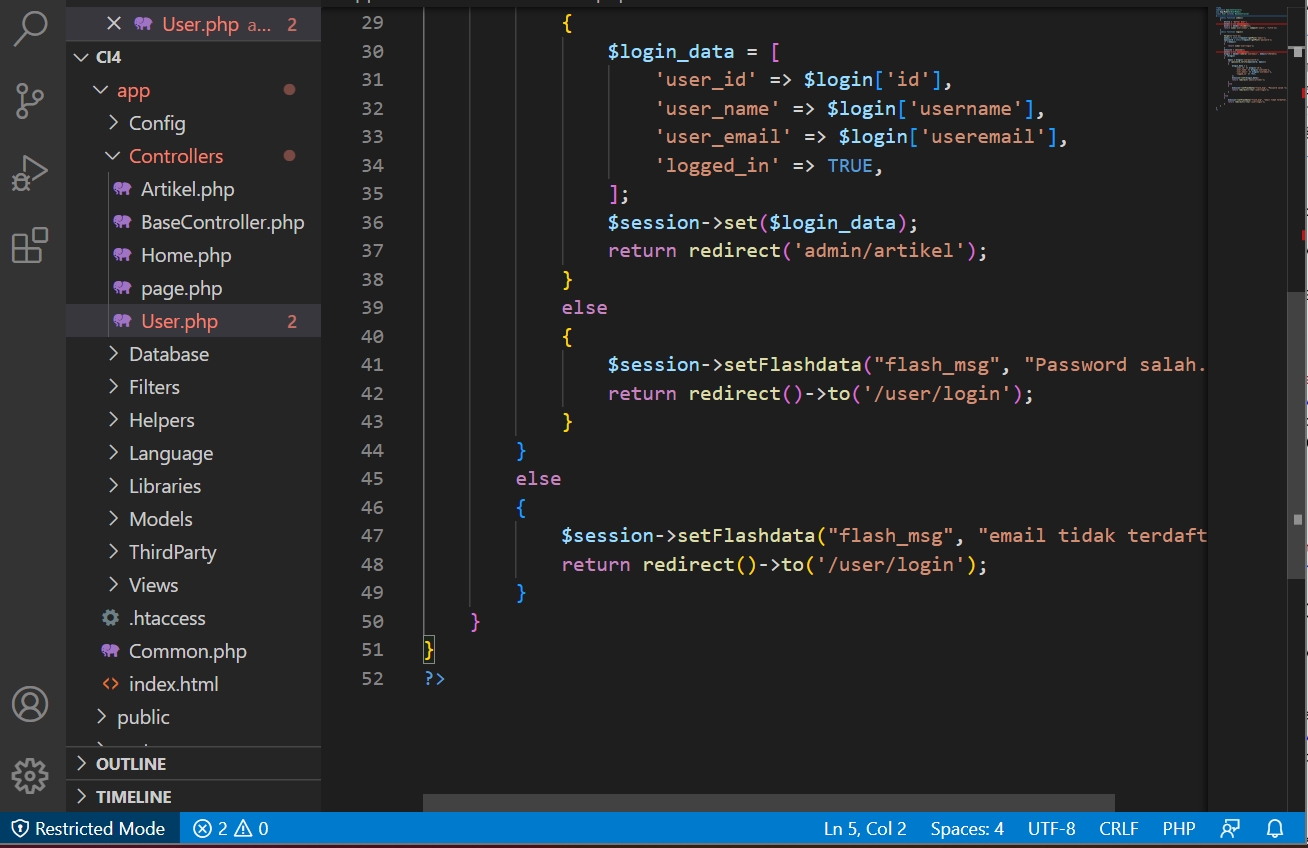 User.php a... 2
CI4
app
Config
Controllers
Artikel.php
BaseController.php
Home.php
page.php
User.php 2
Database
Filters
Helpers
Language
Libraries
Models
ThirdParty
Views
.htaccess
Common.php
index.html
public
OUTLINE
TIMELINE
29 {
30 $login_data = [
31 'user_id' => $login['id'],
32 'user_name' => $login['username'],
33 'user_email' => $login['useremail'],
34 'logged_in' => TRUE,
35 ];
36 $session->set($login_data);
37 return redirect('admin/artikel');
38 }
39 else
40 {
41 $session->setFlashdata("flash_msg", "Password salah.
42 return redirect()->to('/user/login');
43 }
44 }
45 else
46 {
47 $session->setFlashdata("flash_msg", "email tidak terdaft
48 return redirect()->to('/user/login');
49 }
50 }
51 }
52 ?>
Restricted Mode 2 0 Ln 5, Col 2 Spaces: 4 UTF-8 CRLF PHP